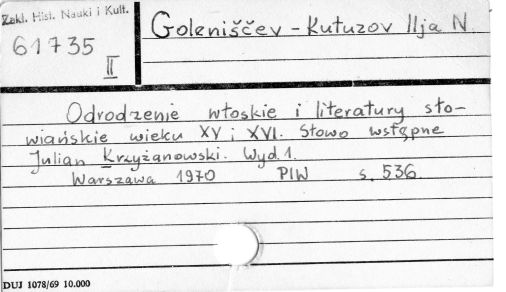 Zakl. Hist. Nauki i Kult.
61735
II
Goleniščev-Kutuzov Ilja N.
Odrodzenie włoskie i literatury sło-
wiańskie wieku XV i XVI. Słowo wstępne
Julian Krzyżanowski. Wyd. 1.
Warszawa 1970 PIW s. 536.
DUJ 1078/69 10.000